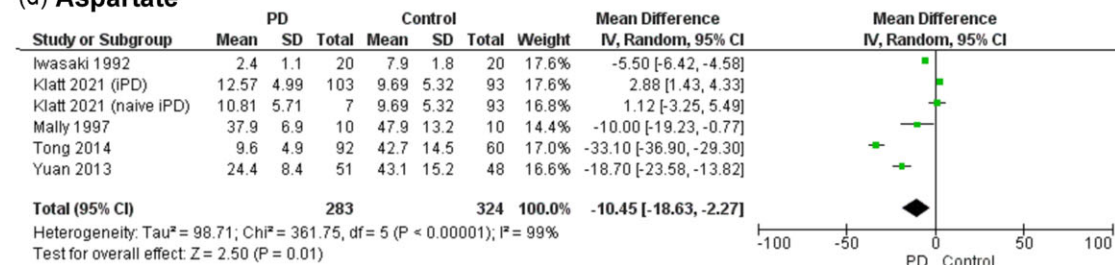 (d) Aspartate
PD Control Mean Difference Mean Difference
Study or Subgroup Mean SD Total Mean SD Total Weight IV, Random, 95% CI IV, Random, 95% CI
Iwasaki 1992 2.4 1.1 20 7.9 1.8 20 17.6% -5.50 [-6.42, -4.58]
Klatt 2021 (iPD) 12.57 4.99 103 9.69 5.32 93 17.6% 2.88 [1.43, 4.33]
Klatt 2021 (naive iPD) 10.81 5.71 7 9.69 5.32 93 16.8% 1.12 [-3.25, 5.49]
Mally 1997 37.9 6.9 10 47.9 13.2 10 14.4% -10.00 [-19.23, -0.77]
Tong 2014 9.6 4.9 92 42.7 14.5 60 17.0% -33.10 [-36.90, -29.30]
Yuan 2013 24.4 8.4 51 43.1 15.2 48 16.6% -18.70 [-23.58, -13.82]
Total (95% CI) 283 324 100.0% -10.45 [-18.63, -2.27]
Heterogeneity: Tau² = 98.71; Chi² = 361.75, df = 5 (P < 0.00001); I² = 99%
Test for overall effect: Z = 2.50 (P = 0.01)
-100 -50 0 50 100
PD Control